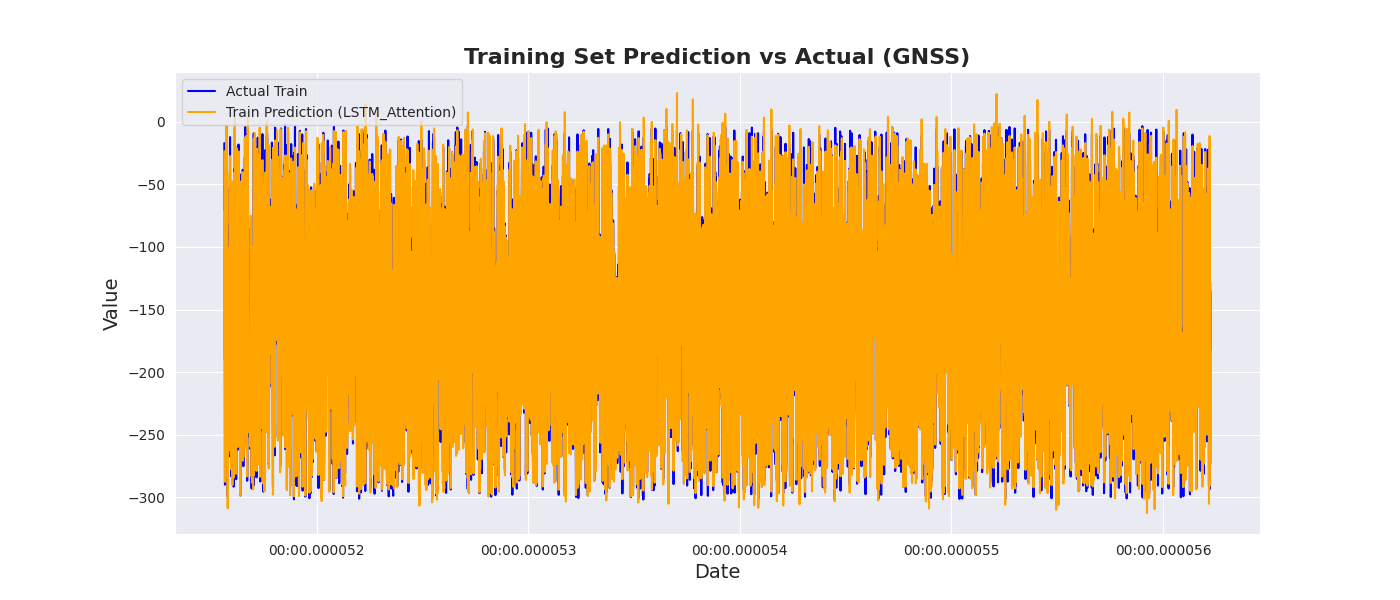 Training Set Prediction vs Actual (GNSS)
Actual Train
Train Prediction (LSTM_Attention)
Value
0
−50
−100
−150
−200
−250
−300
00:00.000052
00:00.000053
00:00.000054
00:00.000055
00:00.000056
Date